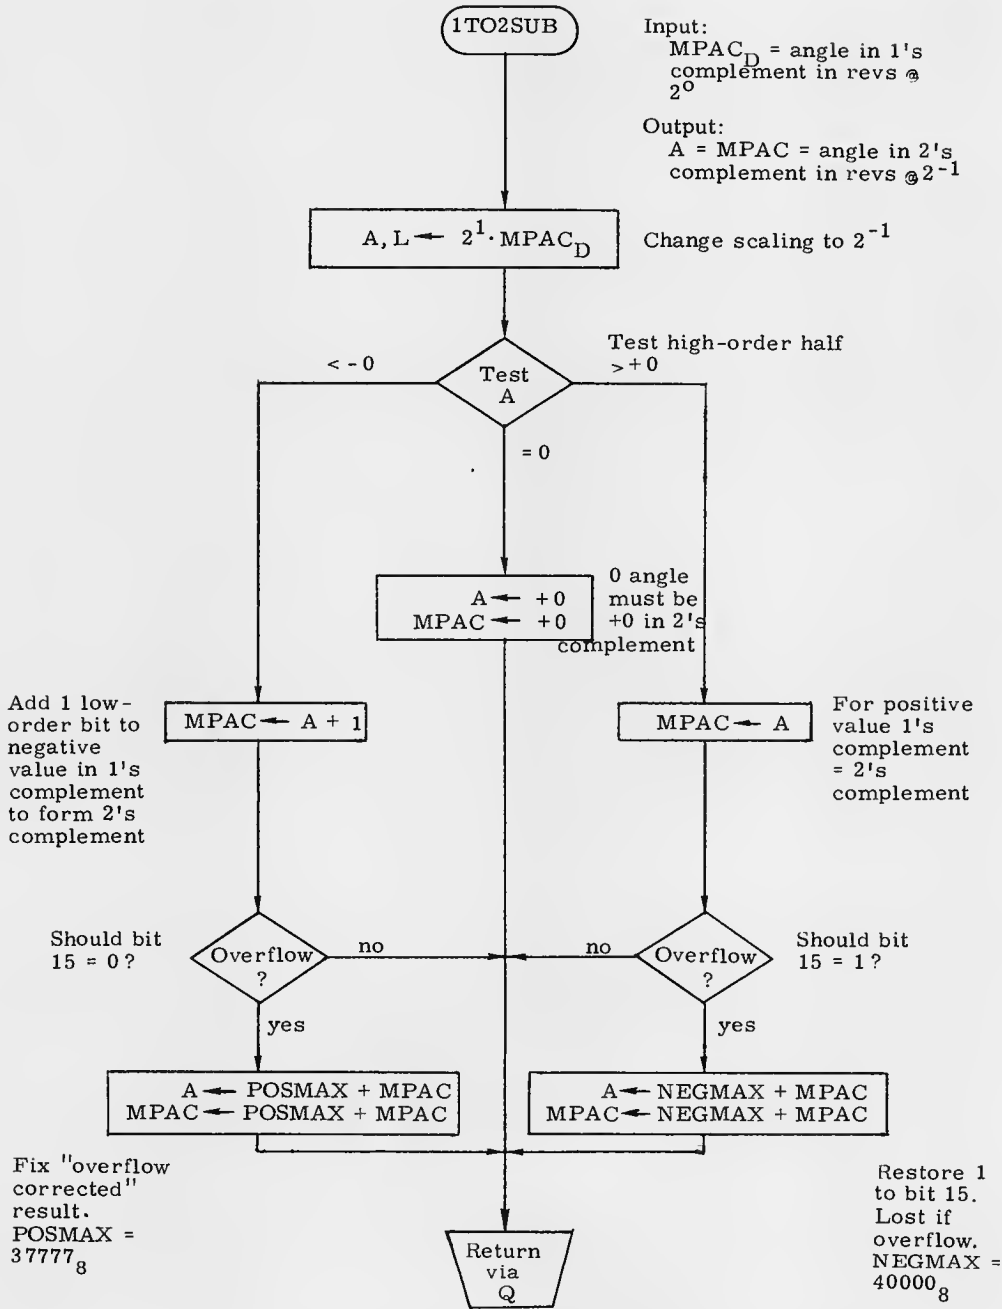 1TO2SUB
Input:
MPAC_D = angle in 1's
complement in revs @
2^0
Output:
A = MPAC = angle in 2's
complement in revs @ 2^-1
A, L ← 2^1 · MPAC_D
Change scaling to 2^-1
Test high-order half
< -0
> +0
Test
A
= 0
A ← +0
MPAC ← +0
0 angle
must be
+0 in 2's
complement
Add 1 low-
order bit to
negative
value in 1's
complement
to form 2's
complement
MPAC ← A + 1
MPAC ← A
For positive
value 1's
complement
= 2's
complement
Should bit
15 = 0?
Overflow
?
no
no
Overflow
?
Should bit
15 = 1?
yes
yes
A ← POSMAX + MPAC
MPAC ← POSMAX + MPAC
A ← NEGMAX + MPAC
MPAC ← NEGMAX + MPAC
Fix "overflow
corrected"
result.
POSMAX =
37777_8
Restore 1
to bit 15.
Lost if
overflow.
NEGMAX =
40000_8
Return
via
Q